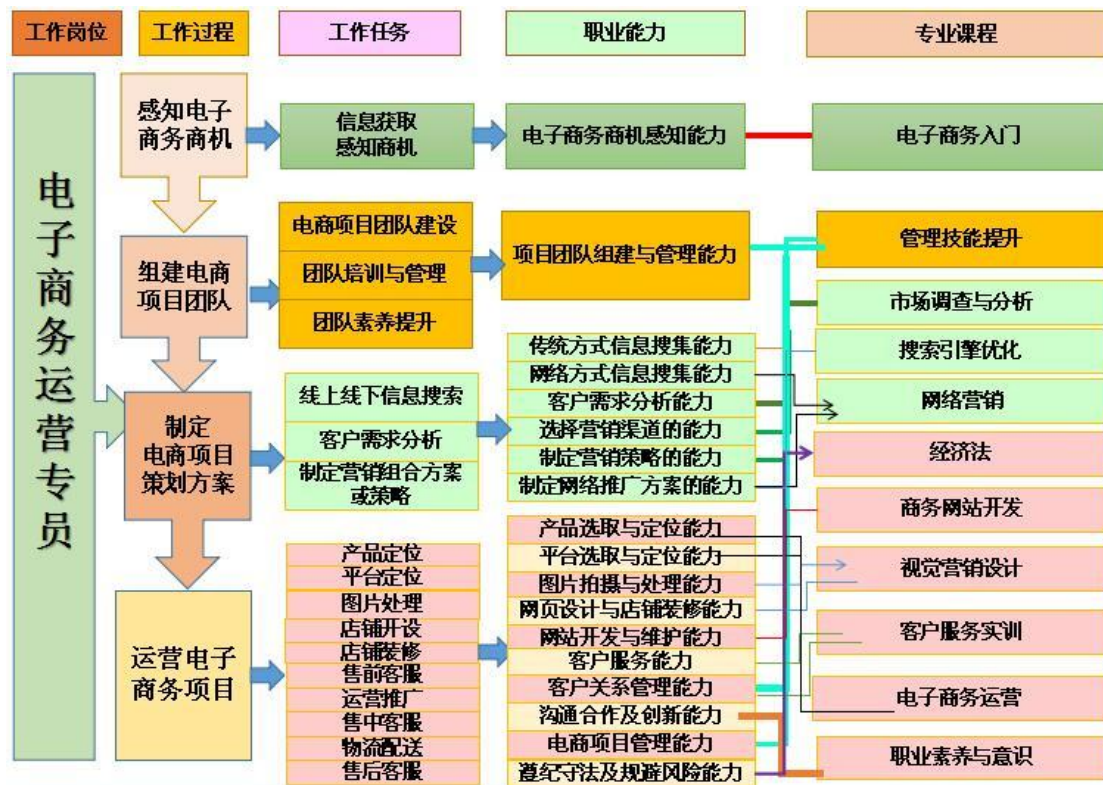 工作岗位
工作过程
工作任务
职业能力
专业课程
电子商务运营专员
感知电子
商务商机
信息获取
感知商机
电子商务商机感知能力
电子商务入门
组建电商
项目团队
电商项目团队建设
团队培训与管理
团队素养提升
项目团队组建与管理能力
管理技能提升
市场调查与分析
搜索引擎优化
网络营销
经济法
商务网站开发
视觉营销设计
客户服务实训
电子商务运营
职业素养与意识
制定
电商项目
策划方案
线上线下信息搜索
客户需求分析
制定营销组合方案
或策略
传统方式信息搜集能力
网络方式信息搜集能力
客户需求分析能力
选择营销渠道的能力
制定营销策略的能力
制定网络推广方案的能力
运营电子
商务项目
产品定位
平台定位
图片处理
店铺开设
店铺装修
售前客服
运营推广
售中客服
物流配送
售后客服
产品选取与定位能力
平台选取与定位能力
图片拍摄与处理能力
网页设计与店铺装修能力
网站开发与维护能力
客户服务能力
客户关系管理能力
沟通合作及创新能力
电商项目管理能力
遵纪守法及规避风险能力